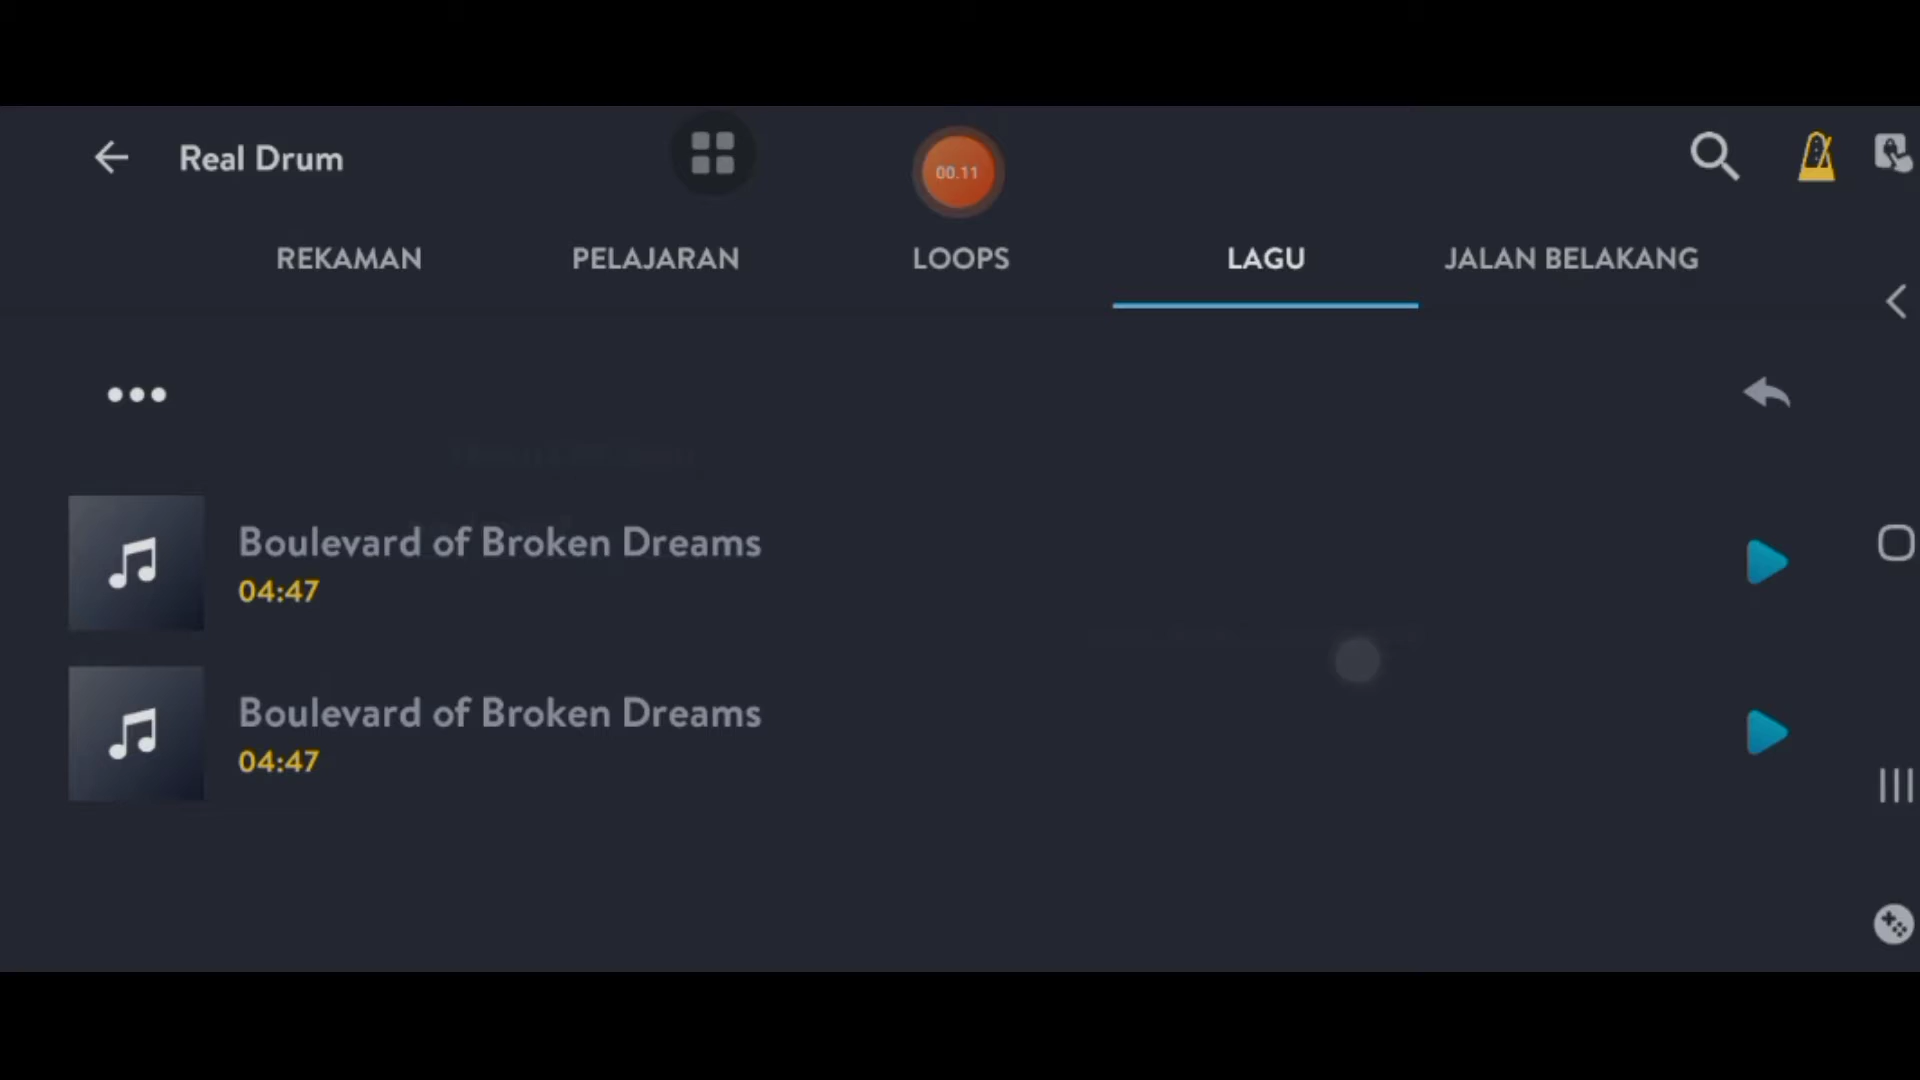 Real Drum
00.11
REKAMAN
PELAJARAN
LOOPS
LAGU
JALAN BELAKANG
Boulevard of Broken Dreams
04:47
Boulevard of Broken Dreams
04:47